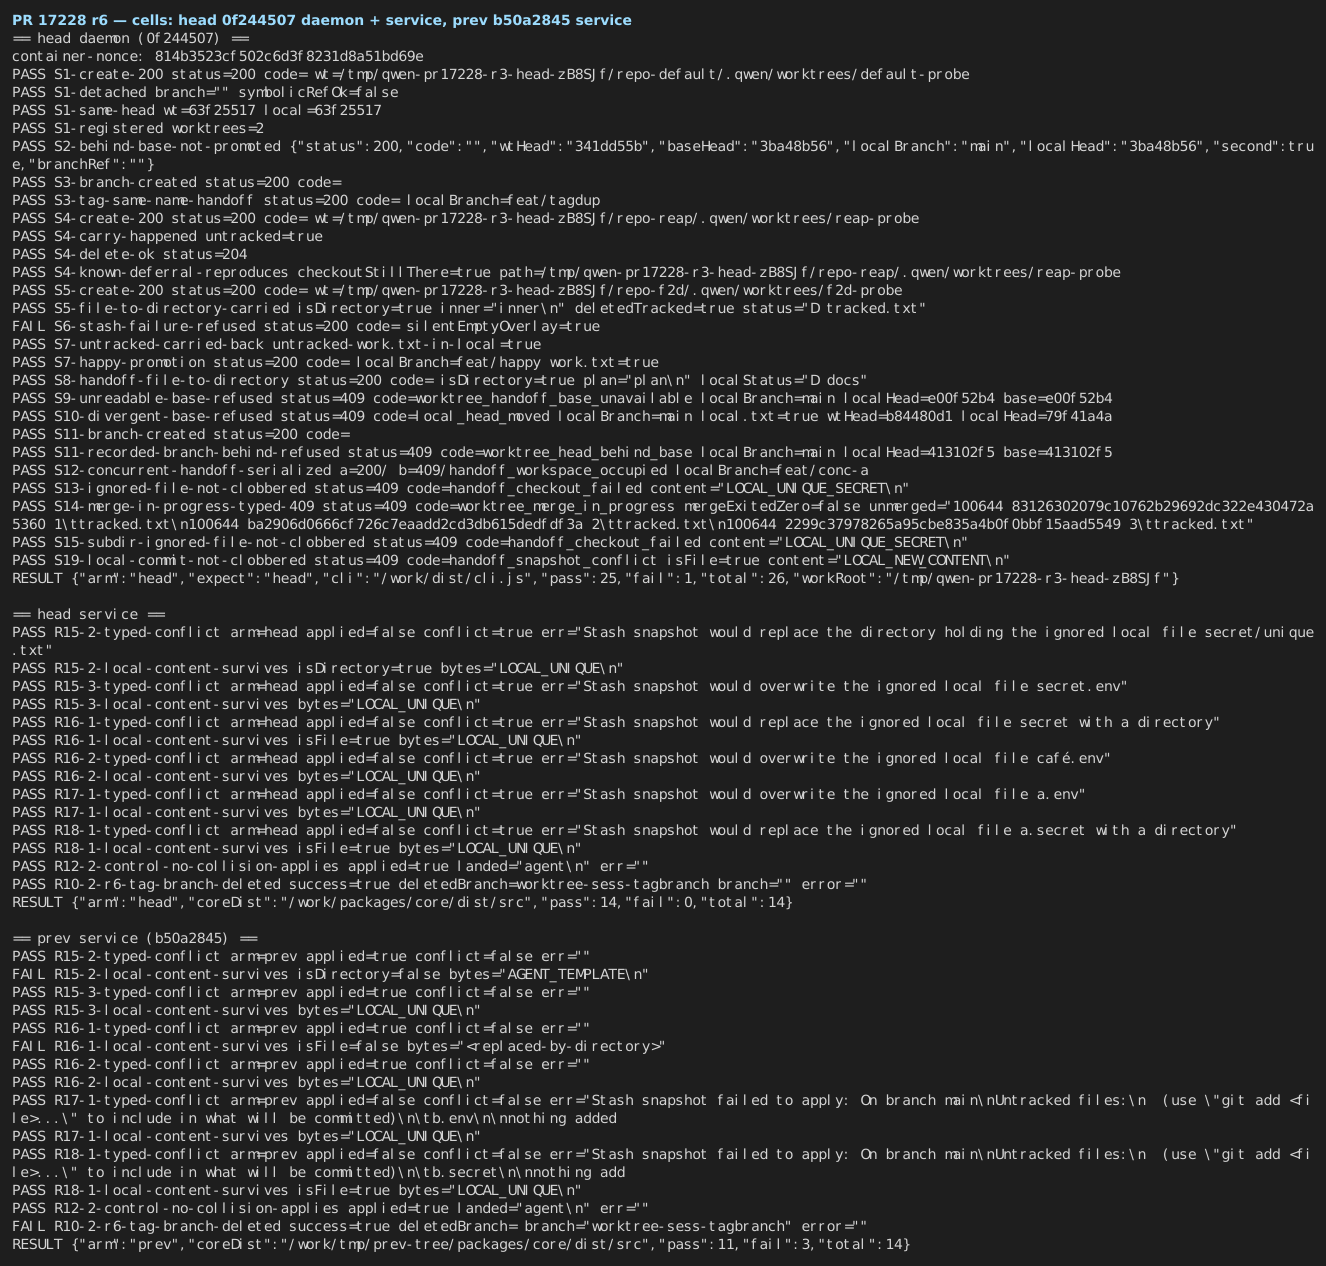 PR 17228 r6 — cells: head 0f244507 daemon + service, prev b50a2845 service
== head daemon (0f244507) ==
container-nonce: 814b3523cf502c6d3f8231d8a51bd69e
PASS S1-create-200 status=200 code= wt=/tmp/qwen-pr17228-r3-head-zB8SJf/repo-default/.qwen/worktrees/default-probe
PASS S1-detached branch="" symbolicRefOk=false
PASS S1-same-head wt=63f25517 local=63f25517
PASS S1-registered worktrees=2
PASS S2-behind-base-not-promoted {"status":200,"code":"","wtHead":"341dd55b","baseHead":"3ba48b56","localBranch":"main","localHead":"3ba48b56","second":tru
e,"branchRef":""}
PASS S3-branch-created status=200 code=
PASS S3-tag-same-name-handoff status=200 code= localBranch=feat/tagdup
PASS S4-create-200 status=200 code= wt=/tmp/qwen-pr17228-r3-head-zB8SJf/repo-reap/.qwen/worktrees/reap-probe
PASS S4-carry-happened untracked=true
PASS S4-delete-ok status=204
PASS S4-known-deferral-reproduces checkoutStillThere=true path=/tmp/qwen-pr17228-r3-head-zB8SJf/repo-reap/.qwen/worktrees/reap-probe
PASS S5-create-200 status=200 code= wt=/tmp/qwen-pr17228-r3-head-zB8SJf/repo-f2d/.qwen/worktrees/f2d-probe
PASS S5-file-to-directory-carried isDirectory=true inner="inner\n" deletedTracked=true status="D tracked.txt"
FAIL S6-stash-failure-refused status=200 code= silentEmptyOverlay=true
PASS S7-untracked-carried-back untracked-work.txt-in-local=true
PASS S7-happy-promotion status=200 code= localBranch=feat/happy work.txt=true
PASS S8-handoff-file-to-directory status=200 code= isDirectory=true plan="plan\n" localStatus="D docs"
PASS S9-unreadable-base-refused status=409 code=worktree_handoff_base_unavailable localBranch=main localHead=e00f52b4 base=e00f52b4
PASS S10-divergent-base-refused status=409 code=local_head_moved localBranch=main local.txt=true wtHead=b84480d1 localHead=79f41a4a
PASS S11-branch-created status=200 code=
PASS S11-recorded-branch-behind-refused status=409 code=worktree_head_behind_base localBranch=main localHead=413102f5 base=413102f5
PASS S12-concurrent-handoff-serialized a=200/ b=409/handoff_workspace_occupied localBranch=feat/conc-a
PASS S13-ignored-file-not-clobbered status=409 code=handoff_checkout_failed content="LOCAL_UNIQUE_SECRET\n"
PASS S14-merge-in-progress-typed-409 status=409 code=worktree_merge_in_progress mergeExitedZero=false unmerged="100644 83126302079c10762b29692dc322e430472a
5360 1\ttracked.txt\n100644 ba2906d0666cf726c7eaadd2cd3db615dedfdf3a 2\ttracked.txt\n100644 2299c37978265a95cbe835a4b0f0bbf15aad5549 3\ttracked.txt"
PASS S15-subdir-ignored-file-not-clobbered status=409 code=handoff_checkout_failed content="LOCAL_UNIQUE_SECRET\n"
PASS S19-local-commit-not-clobbered status=409 code=handoff_snapshot_conflict isFile=true content="LOCAL_NEW_CONTENT\n"
RESULT {"arm":"head","expect":"head","cli":"/work/dist/cli.js","pass":25,"fail":1,"total":26,"workRoot":"/tmp/qwen-pr17228-r3-head-zB8SJf"}
== head service ==
PASS R15-2-typed-conflict arm=head applied=false conflict=true err="Stash snapshot would replace the directory holding the ignored local file secret/unique
.txt"
PASS R15-2-local-content-survives isDirectory=true bytes="LOCAL_UNIQUE\n"
PASS R15-3-typed-conflict arm=head applied=false conflict=true err="Stash snapshot would overwrite the ignored local file secret.env"
PASS R15-3-local-content-survives bytes="LOCAL_UNIQUE\n"
PASS R16-1-typed-conflict arm=head applied=false conflict=true err="Stash snapshot would replace the ignored local file secret with a directory"
PASS R16-1-local-content-survives isFile=true bytes="LOCAL_UNIQUE\n"
PASS R16-2-typed-conflict arm=head applied=false conflict=true err="Stash snapshot would overwrite the ignored local file café.env"
PASS R16-2-local-content-survives bytes="LOCAL_UNIQUE\n"
PASS R17-1-typed-conflict arm=head applied=false conflict=true err="Stash snapshot would overwrite the ignored local file a.env"
PASS R17-1-local-content-survives bytes="LOCAL_UNIQUE\n"
PASS R18-1-typed-conflict arm=head applied=false conflict=true err="Stash snapshot would replace the ignored local file a.secret with a directory"
PASS R18-1-local-content-survives isFile=true bytes="LOCAL_UNIQUE\n"
PASS R12-2-control-no-collision-applies applied=true landed="agent\n" err=""
PASS R10-2-r6-tag-branch-deleted success=true deletedBranch=worktree-sess-tagbranch branch="" error=""
RESULT {"arm":"head","coreDist":"/work/packages/core/dist/src","pass":14,"fail":0,"total":14}
== prev service (b50a2845) ==
PASS R15-2-typed-conflict arm=prev applied=true conflict=false err=""
FAIL R15-2-local-content-survives isDirectory=false bytes="AGENT_TEMPLATE\n"
PASS R15-3-typed-conflict arm=prev applied=true conflict=false err=""
PASS R15-3-local-content-survives bytes="LOCAL_UNIQUE\n"
PASS R16-1-typed-conflict arm=prev applied=true conflict=false err=""
FAIL R16-1-local-content-survives isFile=false bytes="<replaced-by-directory>"
PASS R16-2-typed-conflict arm=prev applied=true conflict=false err=""
PASS R16-2-local-content-survives bytes="LOCAL_UNIQUE\n"
PASS R17-1-typed-conflict arm=prev applied=false conflict=false err="Stash snapshot failed to apply: On branch main\nUntracked files:\n  (use \"git add <fi
le>...\" to include in what will be committed)\n\tb.env\n\nnothing added
PASS R17-1-local-content-survives bytes="LOCAL_UNIQUE\n"
PASS R18-1-typed-conflict arm=prev applied=false conflict=false err="Stash snapshot failed to apply: On branch main\nUntracked files:\n  (use \"git add <fi
le>...\" to include in what will be committed)\n\tb.secret\n\nnothing add
PASS R18-1-local-content-survives isFile=true bytes="LOCAL_UNIQUE\n"
PASS R12-2-control-no-collision-applies applied=true landed="agent\n" err=""
FAIL R10-2-r6-tag-branch-deleted success=true deletedBranch= branch="worktree-sess-tagbranch" error=""
RESULT {"arm":"prev","coreDist":"/work/tmp/prev-tree/packages/core/dist/src","pass":11,"fail":3,"total":14}